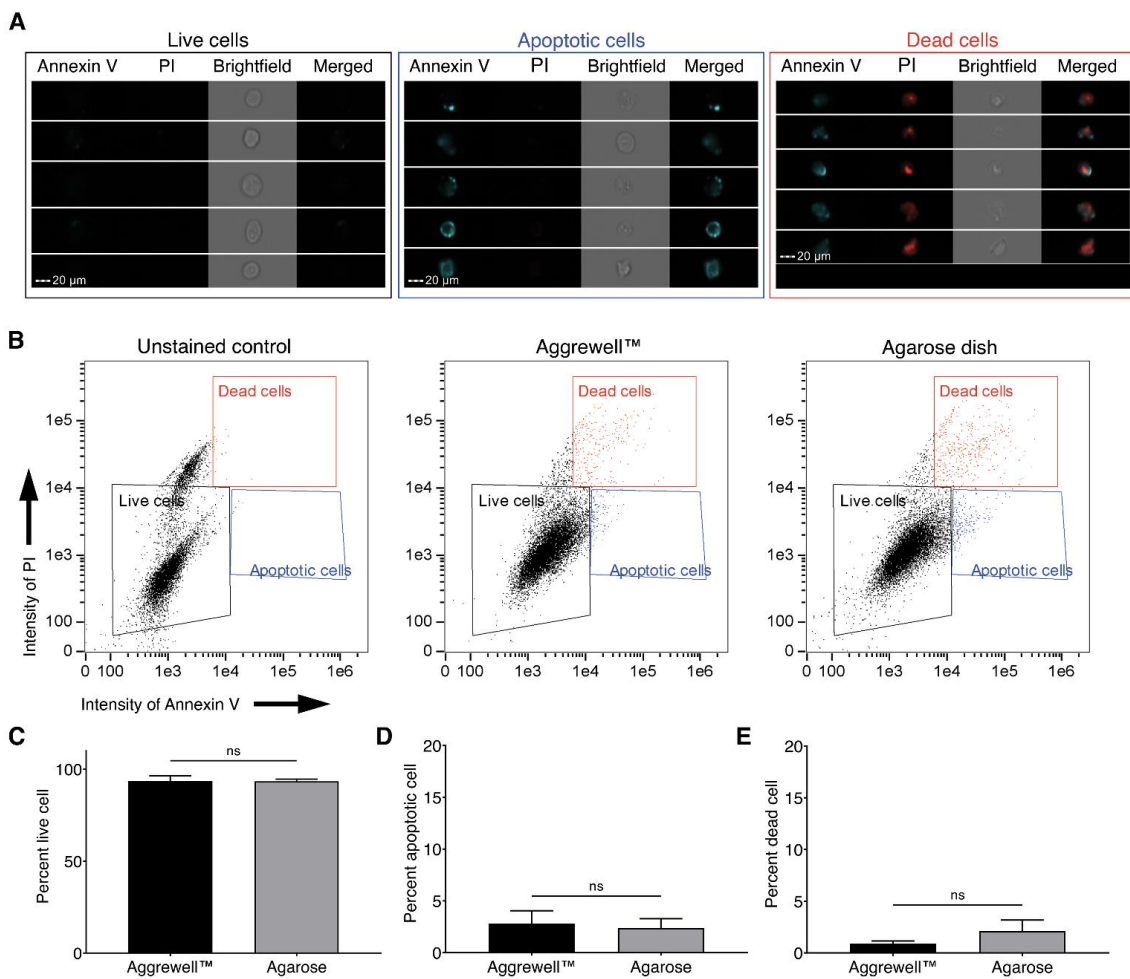 A
Live cells
Apoptotic cells
Dead cells
Annexin V PI Brightfield Merged
Annexin V PI Brightfield Merged
Annexin V PI Brightfield Merged
20 µm
20 µm
20 µm
B
Unstained control
Aggrewell™
Agarose dish
Intensity of PI
1e5
1e4
1e3
100
0
Dead cells
Live cells
Apoptotic cells
0 100 1e3 1e4 1e5 1e6
1e5
1e4
1e3
100
0
Dead cells
Live cells
Apoptotic cells
0 100 1e3 1e4 1e5 1e6
1e5
1e4
1e3
100
0
Dead cells
Live cells
Apoptotic cells
0 100 1e3 1e4 1e5 1e6
Intensity of Annexin V
C
Percent live cell
100
50
0
ns
Aggrewell™ Agarose
D
Percent apoptotic cell
20
15
10
5
0
ns
Aggrewell™ Agarose
E
Percent dead cell
20
15
10
5
0
ns
Aggrewell™ Agarose